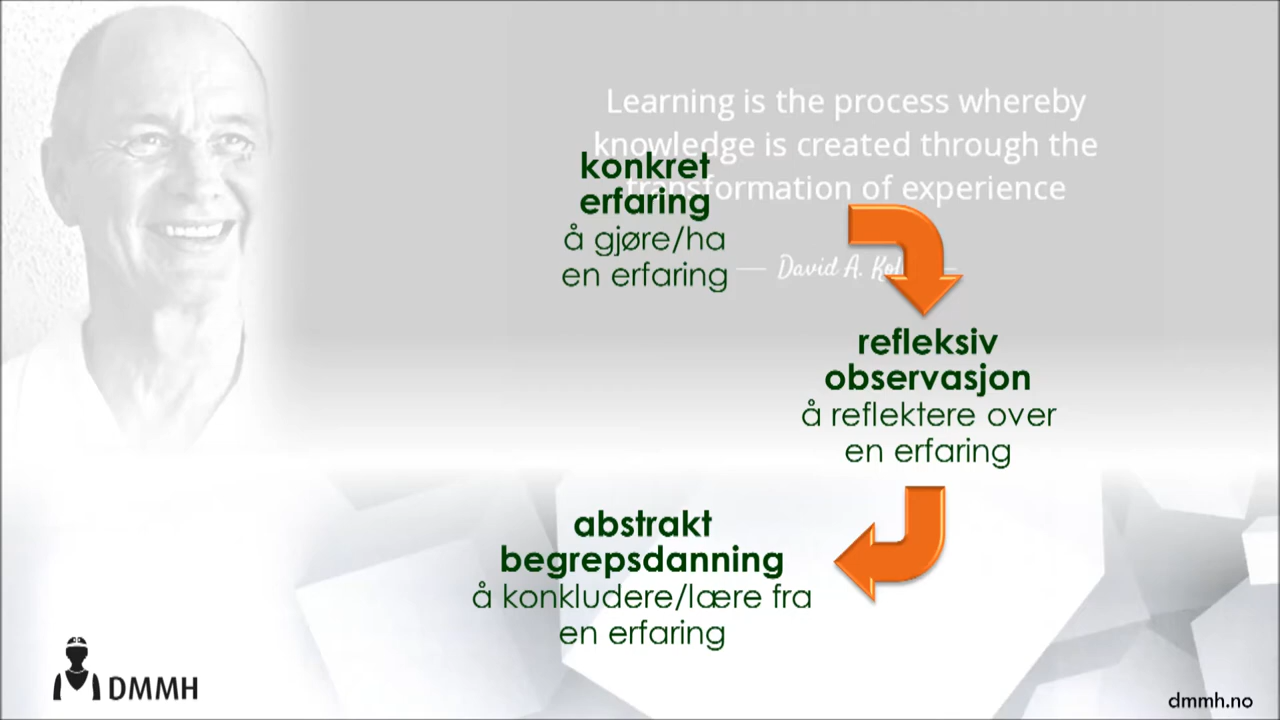 Learning is the process whereby
knowledge is created through the
transformation of experience
— David A. Kol
konkret
erfaring
å gjøre/ha
en erfaring
refleksiv
observasjon
å reflektere over
en erfaring
abstrakt
begrepsdanning
å konkludere/lære fra
en erfaring
DMMH
dmmh.no